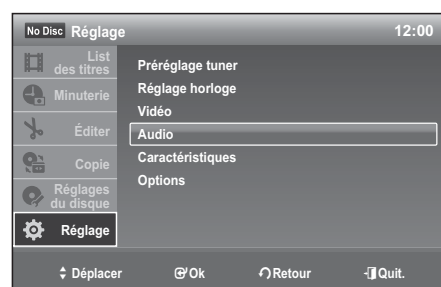 No Disc Réglage 12:00
List
des titres
Minuterie
Éditer
Copie
Réglages
du disque
Réglage
Préréglage tuner
Réglage horloge
Vidéo
Audio
Caractéristiques
Options
Déplacer Ok Retour Quit.